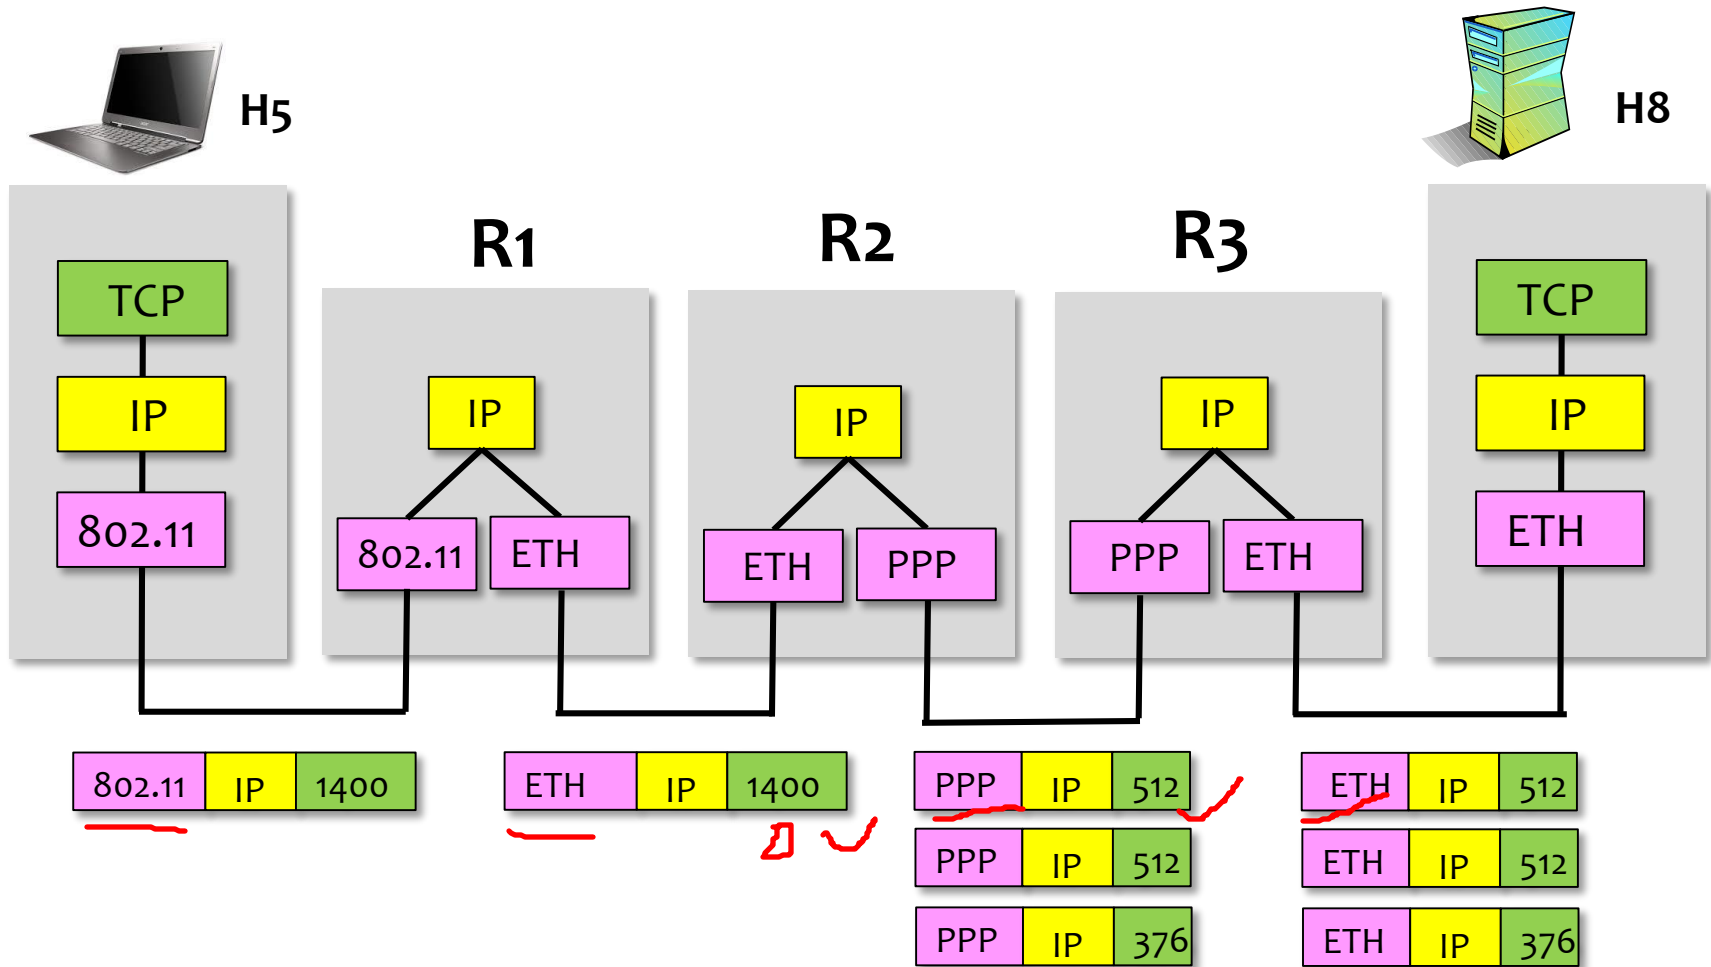 H5
H8
R1
R2
R3
TCP
IP
802.11
IP
802.11 ETH
IP
ETH PPP
IP
PPP ETH
TCP
IP
ETH
802.11 IP 1400
ETH IP 1400
PPP IP 512
PPP IP 512
PPP IP 376
ETH IP 512
ETH IP 512
ETH IP 376